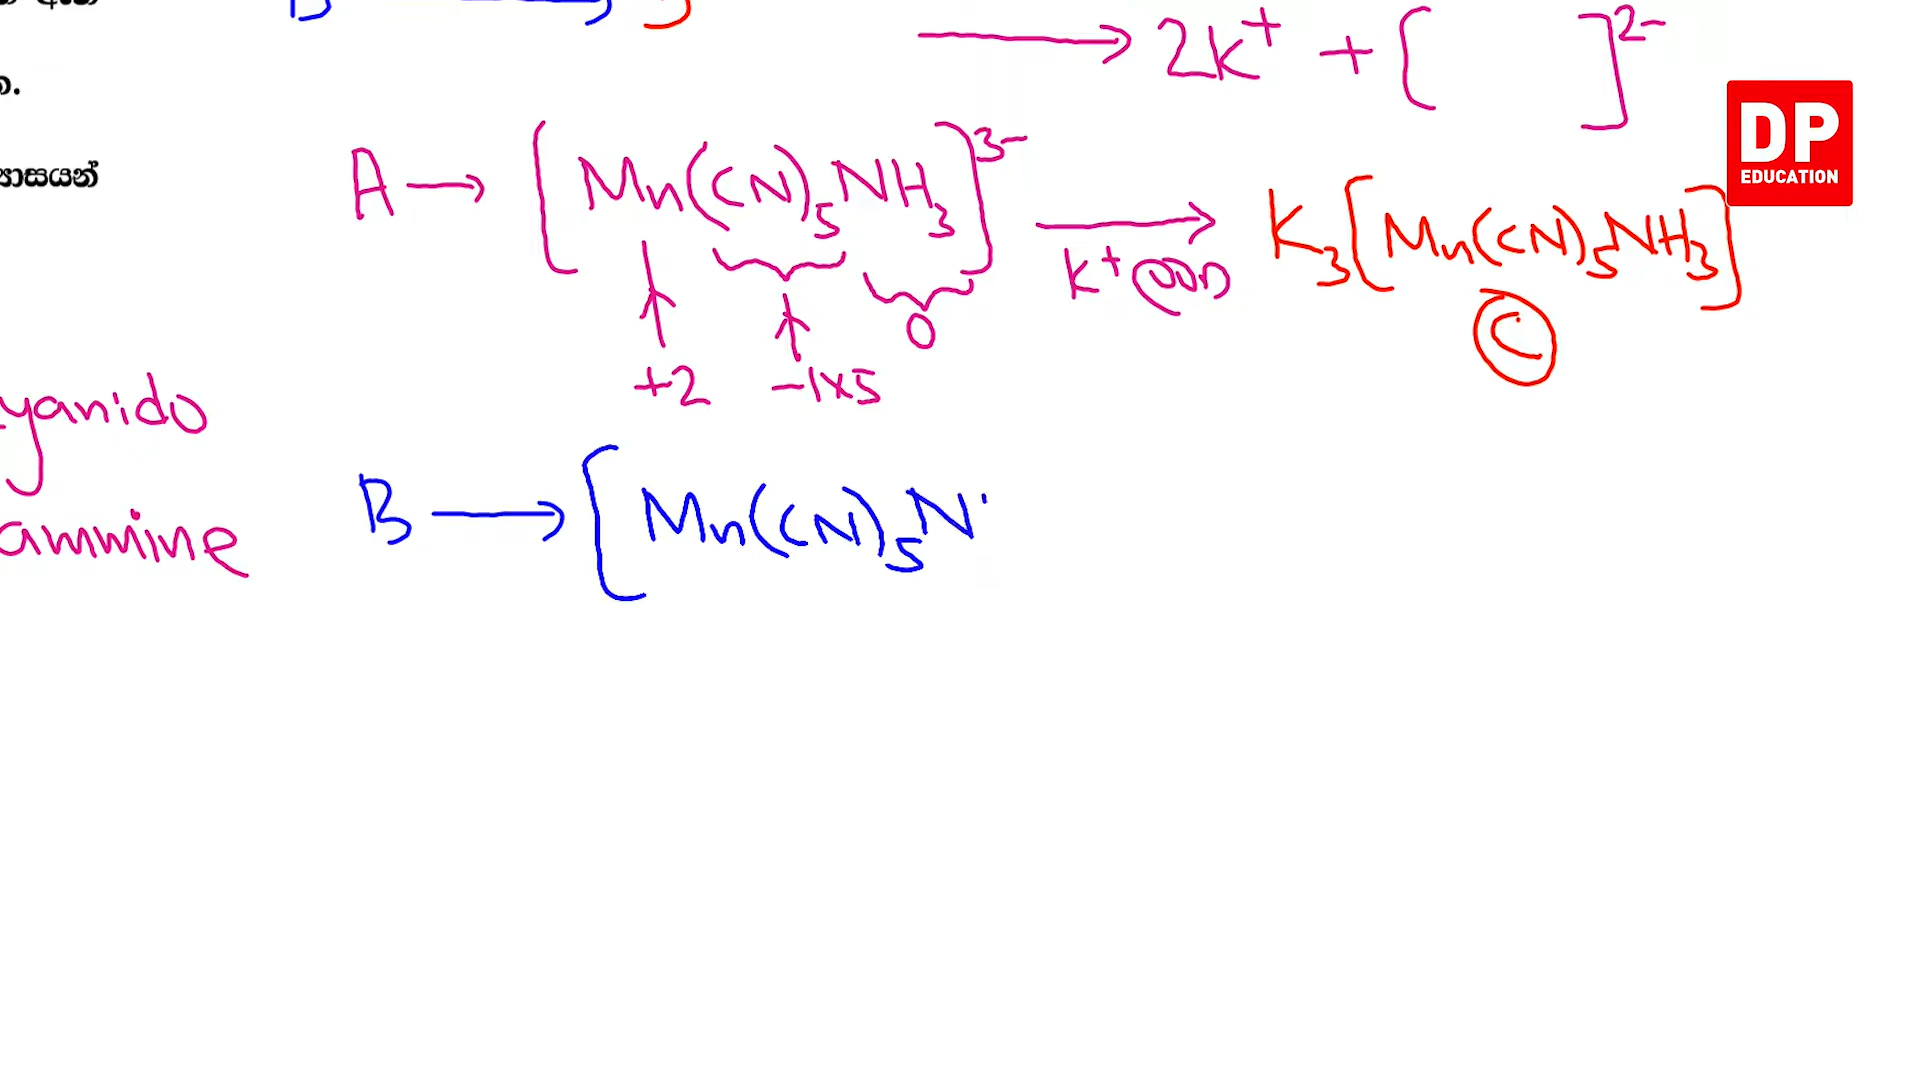 ⟶ 2K⁺ + [ ]²⁻
DP
EDUCATION
A → [Mn(CN)₅NH₃]³⁻ ⟶ K₃[Mn(CN)₅NH₃]
K⁺
+2 -1×5 0
C
yanido
B ⟶ [Mn(CN)₅N
ammine